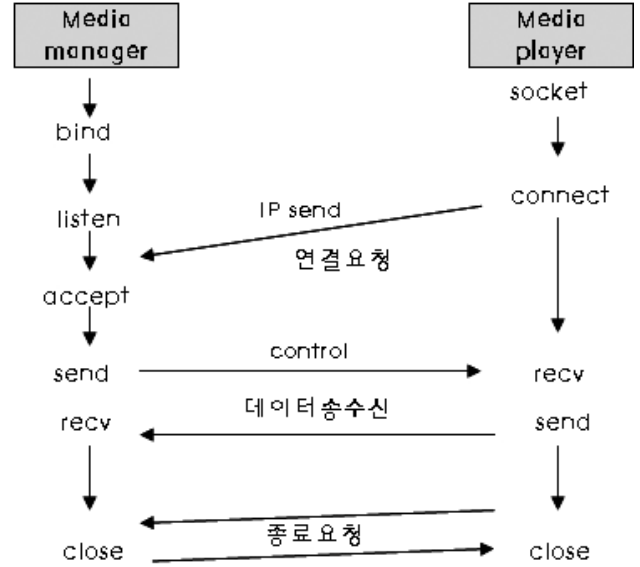 Media
manager
Media
player
socket
bind
connect
listen
IP send
연결요청
accept
control
send
recv
데이터송수신
recv
send
종료요청
close
close